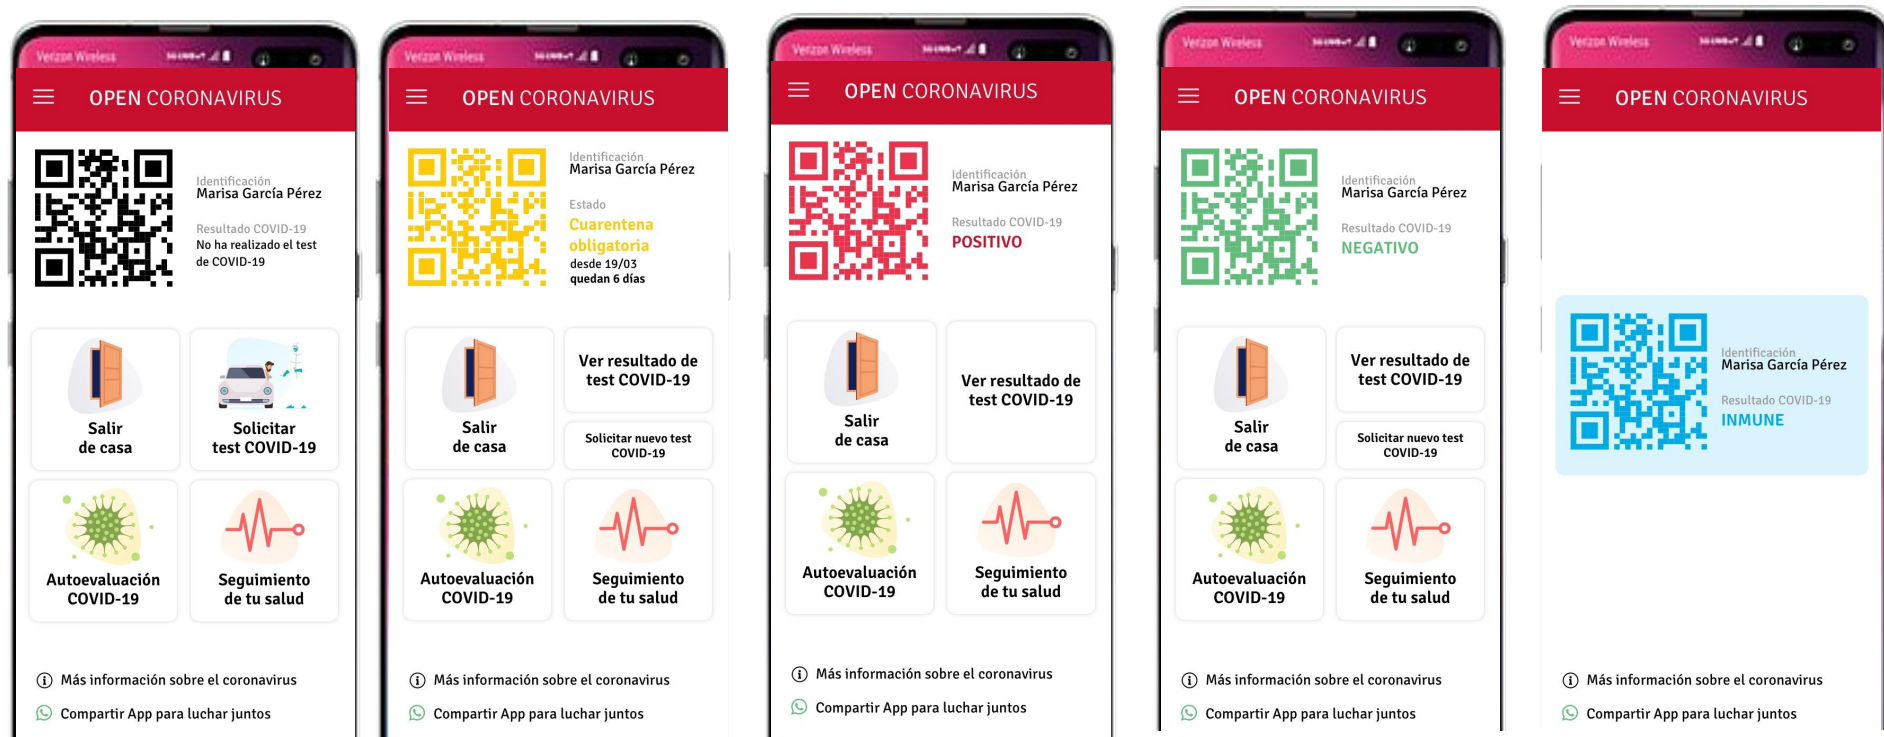 Verizon Wireless
OPEN CORONAVIRUS
Identificación
Marisa García Pérez
Resultado COVID-19
No ha realizado el test
de COVID-19
Salir
de casa
Solicitar
test COVID-19
Autoevaluación
COVID-19
Seguimiento
de tu salud
Más información sobre el coronavirus
Compartir App para luchar juntos
Verizon Wireless
OPEN CORONAVIRUS
Identificación
Marisa García Pérez
Estado
Cuarentena
obligatoria
desde 19/03
quedan 6 días
Salir
de casa
Ver resultado de
test COVID-19
Solicitar nuevo test
COVID-19
Autoevaluación
COVID-19
Seguimiento
de tu salud
Más información sobre el coronavirus
Compartir App para luchar juntos
Verizon Wireless
OPEN CORONAVIRUS
Identificación
Marisa García Pérez
Resultado COVID-19
POSITIVO
Salir
de casa
Ver resultado de
test COVID-19
Autoevaluación
COVID-19
Seguimiento
de tu salud
Más información sobre el coronavirus
Compartir App para luchar juntos
Verizon Wireless
OPEN CORONAVIRUS
Identificación
Marisa García Pérez
Resultado COVID-19
NEGATIVO
Salir
de casa
Ver resultado de
test COVID-19
Solicitar nuevo test
COVID-19
Autoevaluación
COVID-19
Seguimiento
de tu salud
Más información sobre el coronavirus
Compartir App para luchar juntos
Verizon Wireless
OPEN CORONAVIRUS
Identificación
Marisa García Pérez
Resultado COVID-19
INMUNE
Más información sobre el coronavirus
Compartir App para luchar juntos